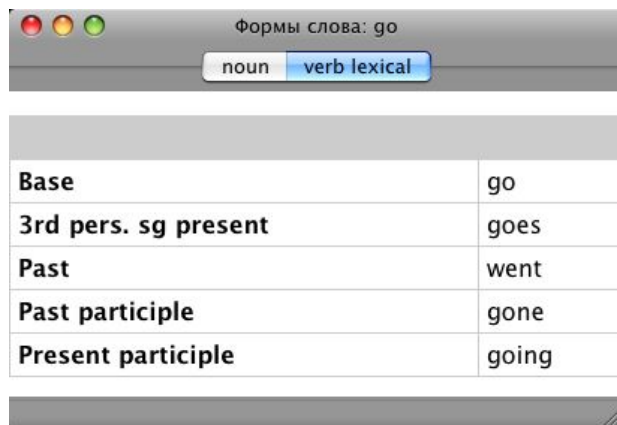 Формы слова: go
noun verb lexical
Base go
3rd pers. sg present goes
Past went
Past participle gone
Present participle going